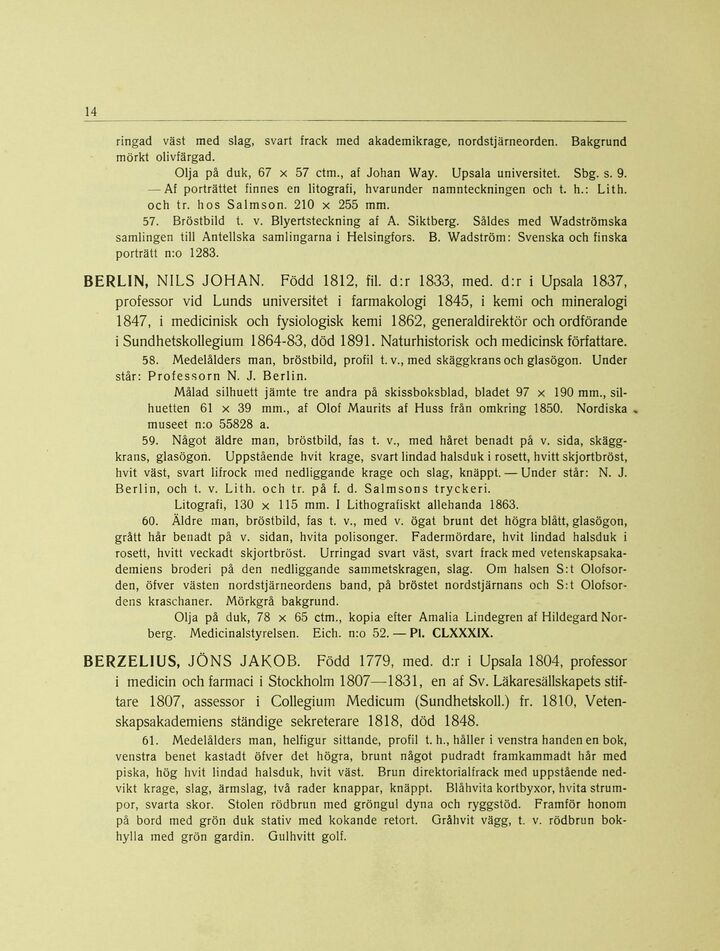 14
ringad väst med slag, svart frack med akademikrage, nordstjärneorden. Bakgrund
mörkt olivfärgad.
Olja på duk, 67 × 57 ctm., af Johan Way. Upsala universitet. Sbg. s. 9.
— Af porträttet finnes en litografi, hvarunder namnteckningen och t. h.: Lith.
och tr. hos Salmson. 210 × 255 mm.
57. Bröstbild t. v. Blyertsteckning af A. Siktberg. Såldes med Wadströmska
samlingen till Antellska samlingarna i Helsingfors. B. Wadström: Svenska och finska
porträtt n:o 1283.
BERLIN, NILS JOHAN. Född 1812, fil. d:r 1833, med. d:r i Upsala 1837,
professor vid Lunds universitet i farmakologi 1845, i kemi och mineralogi
1847, i medicinisk och fysiologisk kemi 1862, generaldirektör och ordförande
i Sundhetskollegium 1864-83, död 1891. Naturhistorisk och medicinsk författare.
58. Medelålders man, bröstbild, profil t. v., med skäggkrans och glasögon. Under
står: Professorn N. J. Berlin.
Målad silhuett jämte tre andra på skissboksblad, bladet 97 × 190 mm., sil-
huetten 61 × 39 mm., af Olof Maurits af Huss från omkring 1850. Nordiska
museet n:o 55828 a.
59. Något äldre man, bröstbild, fas t. v., med håret benadt på v. sida, skägg-
krans, glasögon. Uppstående hvit krage, svart lindad halsduk i rosett, hvitt skjortbröst,
hvit väst, svart lifrock med nedliggande krage och slag, knäppt. — Under står: N. J.
Berlin, och t. v. Lith. och tr. på f. d. Salmsons tryckeri.
Litografi, 130 × 115 mm. I Lithografiskt allehanda 1863.
60. Äldre man, bröstbild, fas t. v., med v. ögat brunt det högra blått, glasögon,
grått hår benadt på v. sidan, hvita polisonger. Fadermördare, hvit lindad halsduk i
rosett, hvitt veckadt skjortbröst. Urringad svart väst, svart frack med vetenskapsaka-
demiens broderi på den nedliggande sammetskragen, slag. Om halsen S:t Olofsor-
den, öfver västen nordstjärneordens band, på bröstet nordstjärnans och S:t Olofsor-
dens kraschaner. Mörkgrå bakgrund.
Olja på duk, 78 × 65 ctm., kopia efter Amalia Lindegren af Hildegard Nor-
berg. Medicinalstyrelsen. Eich. n:o 52. — Pl. CLXXXIX.
BERZELIUS, JÖNS JAKOB. Född 1779, med. d:r i Upsala 1804, professor
i medicin och farmaci i Stockholm 1807—1831, en af Sv. Läkaresällskapets stif-
tare 1807, assessor i Collegium Medicum (Sundhetskoll.) fr. 1810, Veten-
skapsakademiens ständige sekreterare 1818, död 1848.
61. Medelålders man, helfigur sittande, profil t. h., håller i venstra handen en bok,
venstra benet kastadt öfver det högra, brunt något pudradt framkammadt hår med
piska, hög hvit lindad halsduk, hvit väst. Brun direktorialfrack med uppstående ned-
vikt krage, slag, ärmslag, två rader knappar, knäppt. Blåhvita kortbyxor, hvita strum-
por, svarta skor. Stolen rödbrun med gröngul dyna och ryggstöd. Framför honom
på bord med grön duk stativ med kokande retort. Gråhvit vägg, t. v. rödbrun bok-
hylla med grön gardin. Gulhvitt golf.